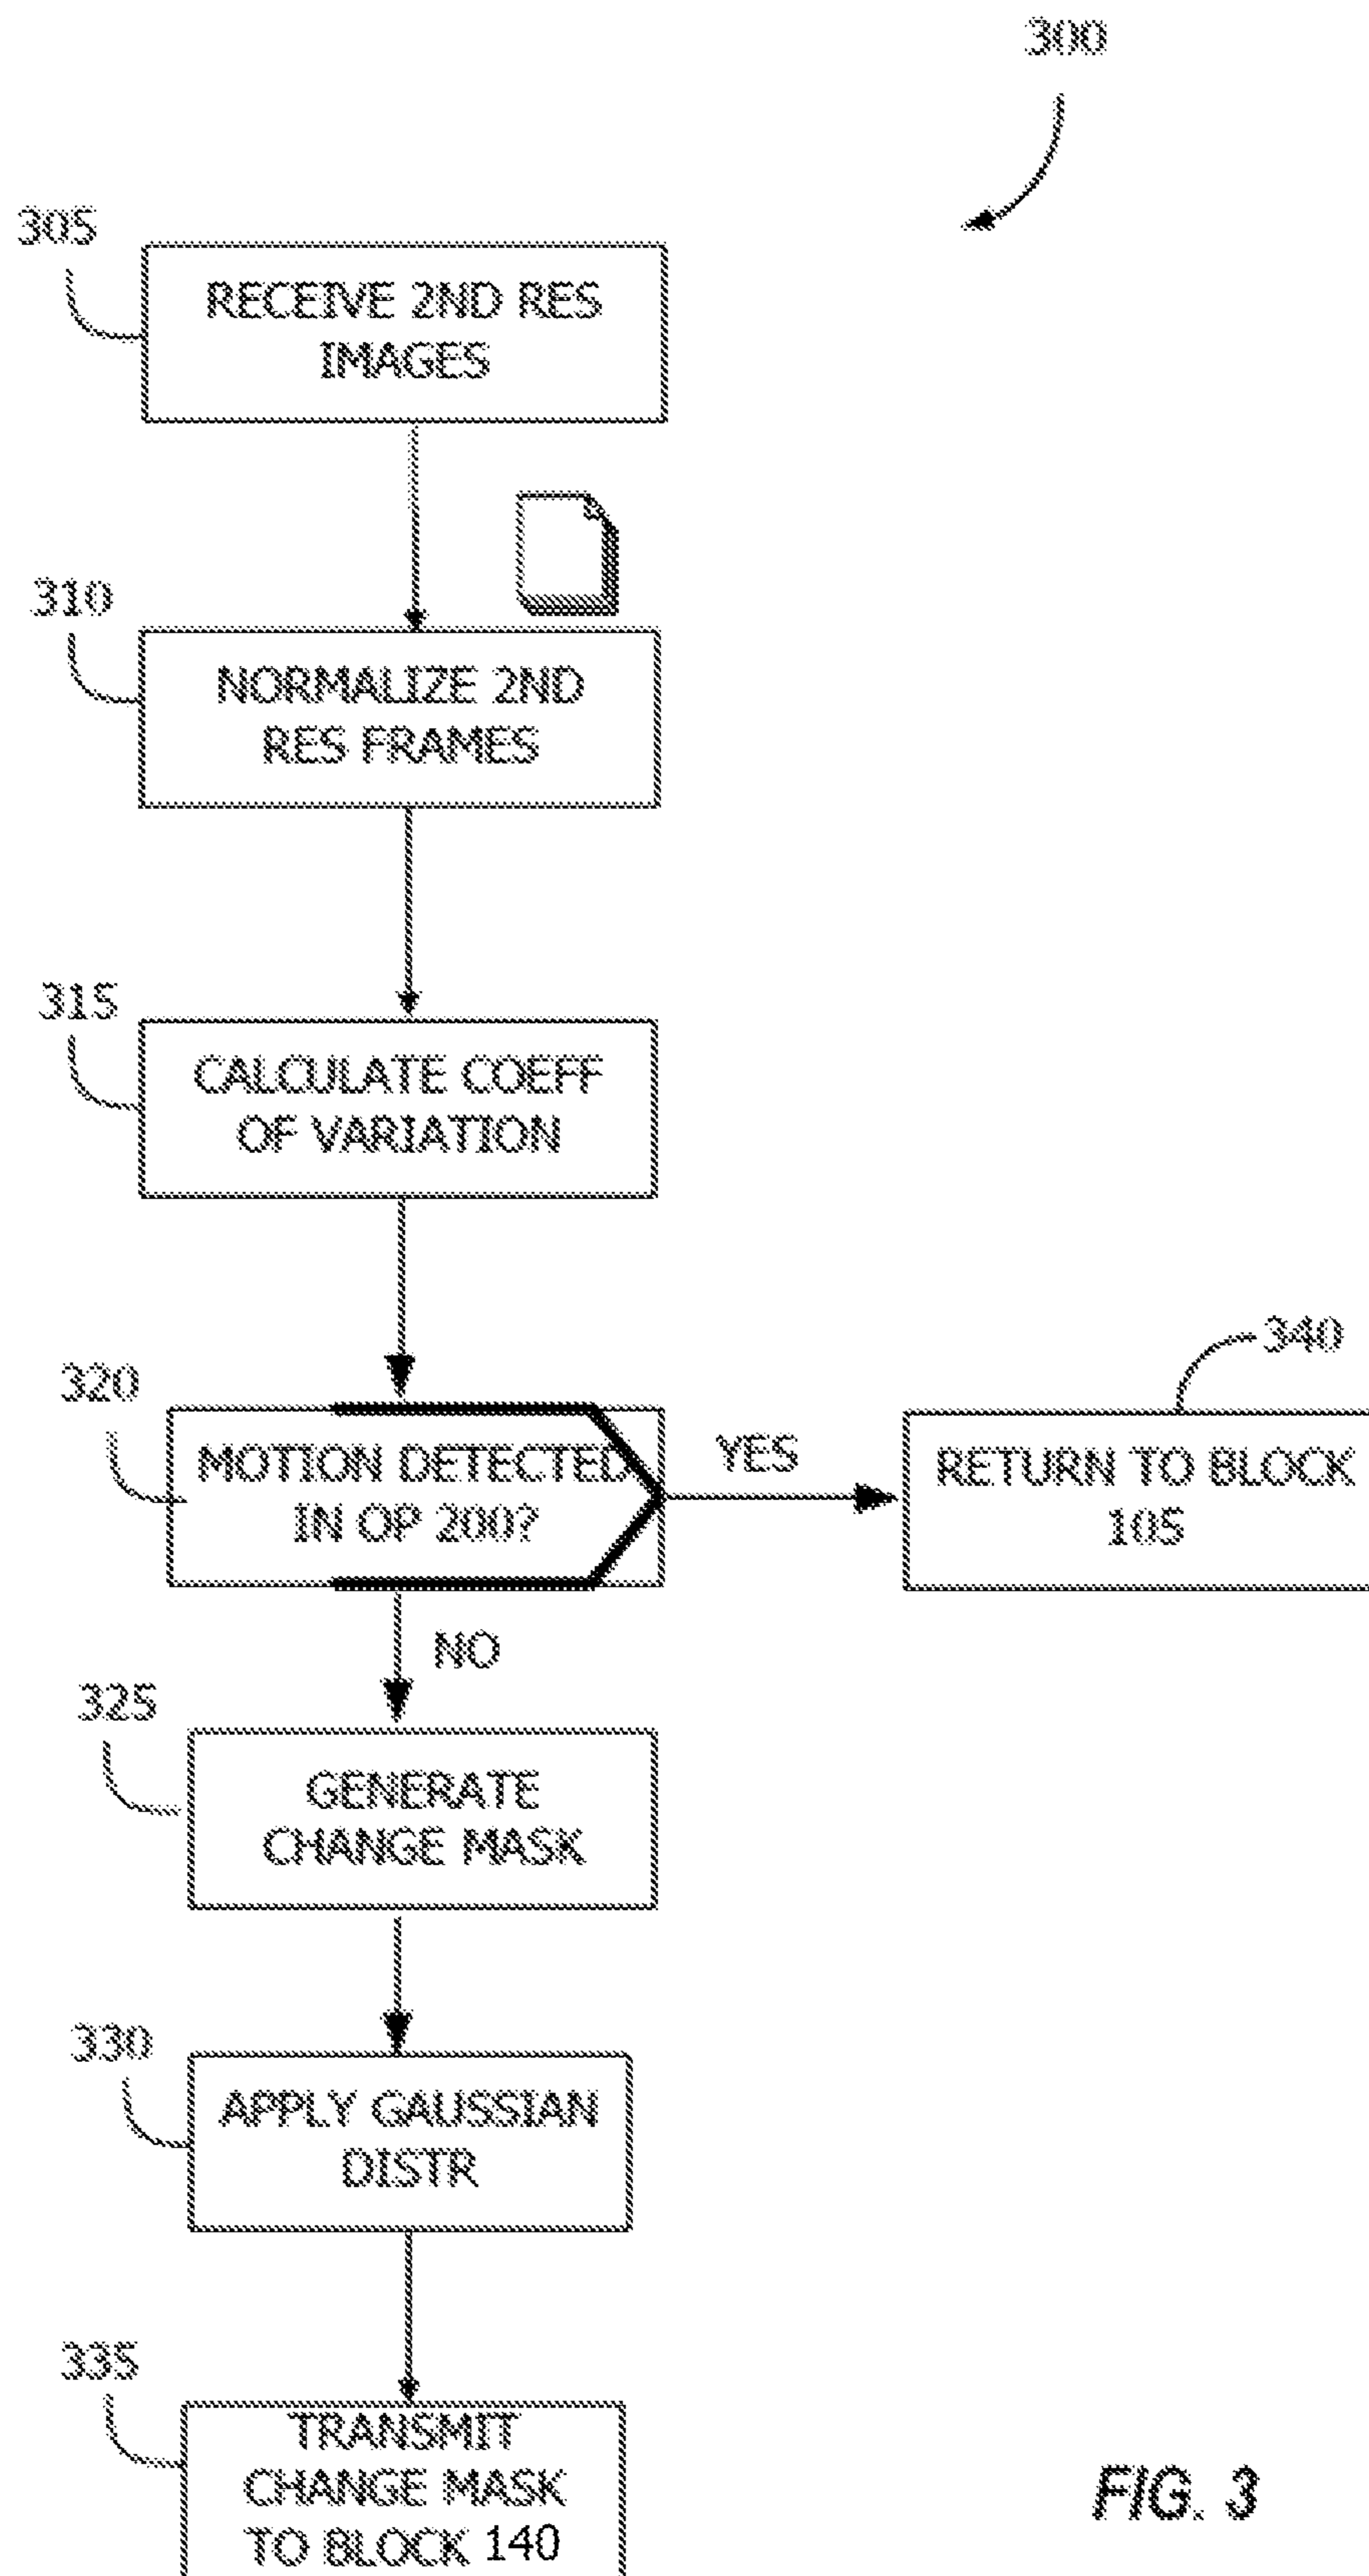 300
305
RECEIVE 2ND RES
IMAGES
310
NORMALIZE 2ND
RES FRAMES
315
CALCULATE COEFF
OF VARIATION
320
MOTION DETECTED
IN OP 200?
YES
340
RETURN TO BLOCK
105
NO
325
GENERATE
CHANGE MASK
330
APPLY GAUSSIAN
DISTR
335
TRANSMIT
CHANGE MASK
TO BLOCK 140
FIG. 3